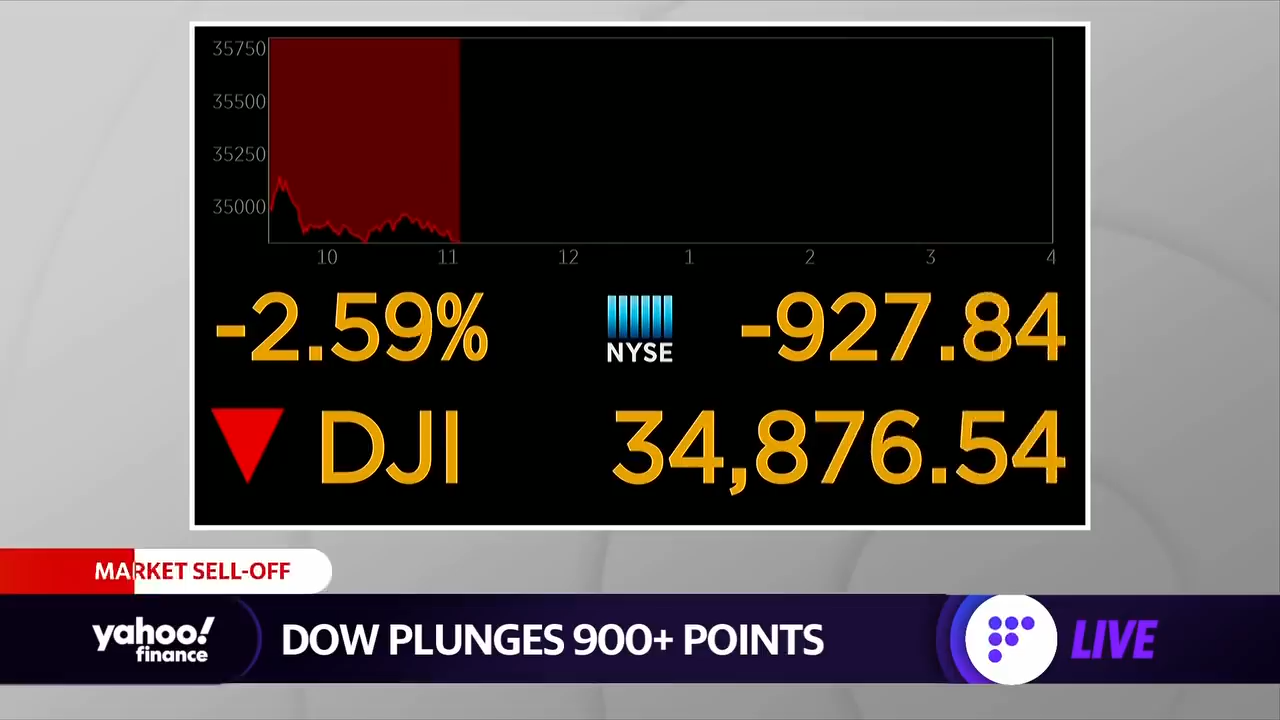 35750
35500
35250
35000
10 11 12 1 2 3 4
-2.59% NYSE -927.84
DJI 34,876.54
MARKET SELL-OFF
yahoo!
finance
DOW PLUNGES 900+ POINTS
LIVE